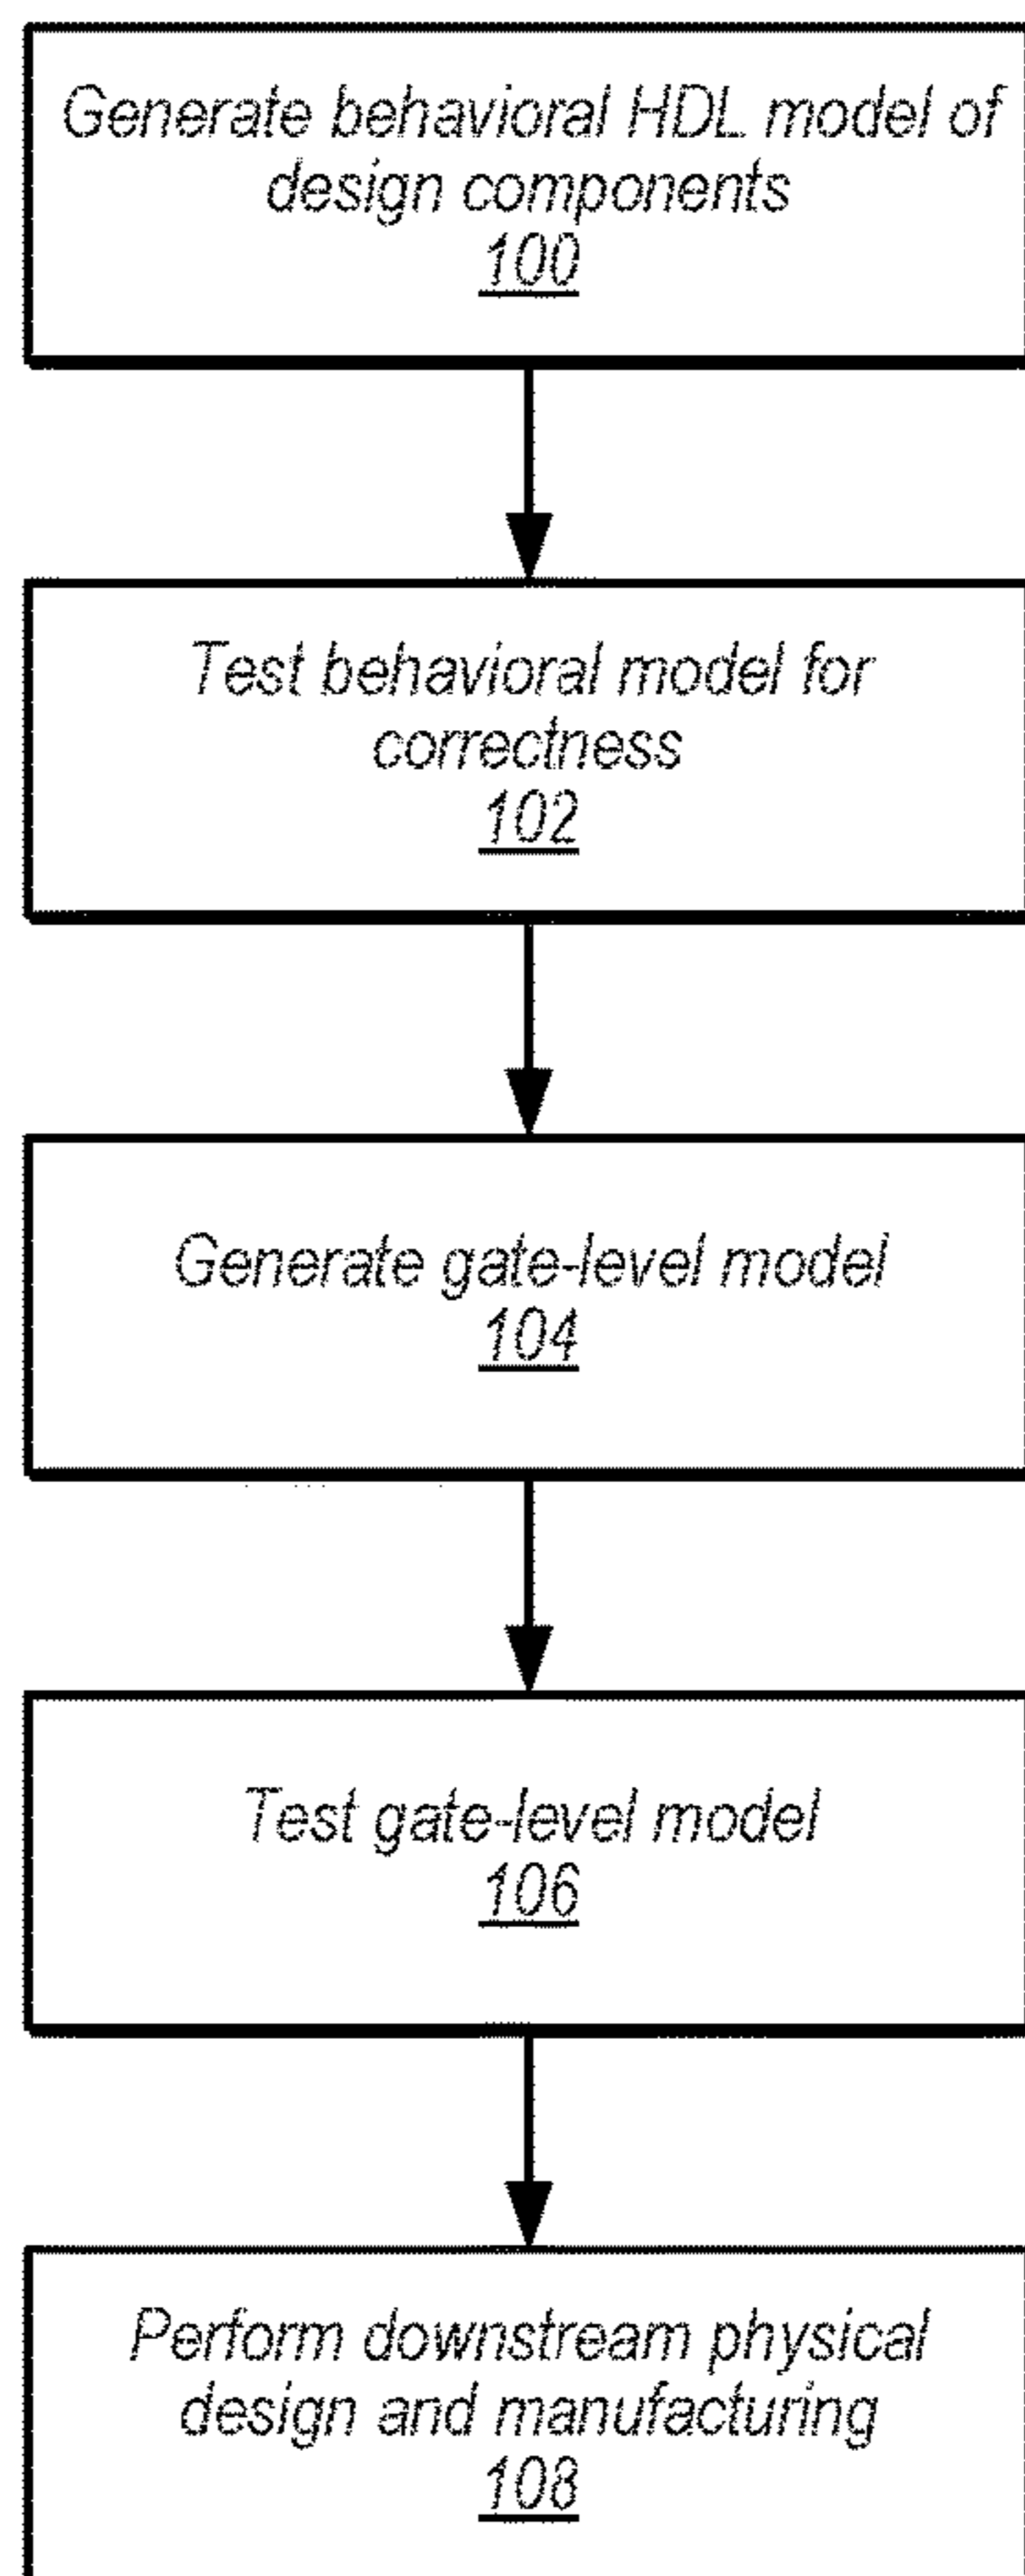 Generate behavioral HDL model of
design components
100
Test behavioral model for
correctness
102
Generate gate-level model
104
Test gate-level model
106
Perform downstream physical
design and manufacturing
108